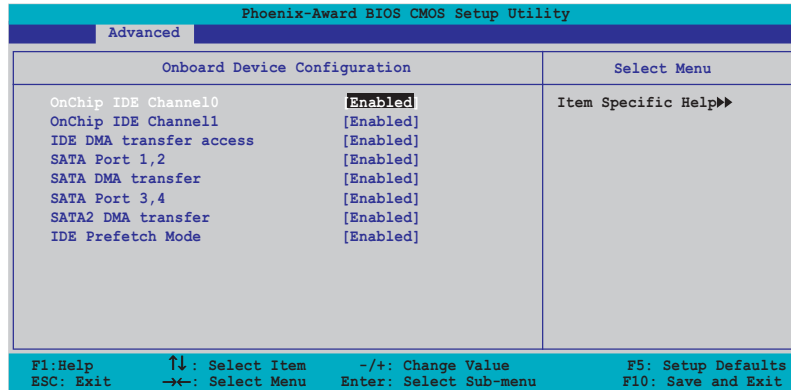 Phoenix-Award BIOS CMOS Setup Utility
Advanced
Onboard Device Configuration
Select Menu
OnChip IDE Channel0 [Enabled]
Item Specific Help▶▶
OnChip IDE Channel1 [Enabled]
IDE DMA transfer access [Enabled]
SATA Port 1,2 [Enabled]
SATA DMA transfer [Enabled]
SATA Port 3,4 [Enabled]
SATA2 DMA transfer [Enabled]
IDE Prefetch Mode [Enabled]
F1:Help ↑↓: Select Item -/+: Change Value F5: Setup Defaults
ESC: Exit →←: Select Menu Enter: Select Sub-menu F10: Save and Exit